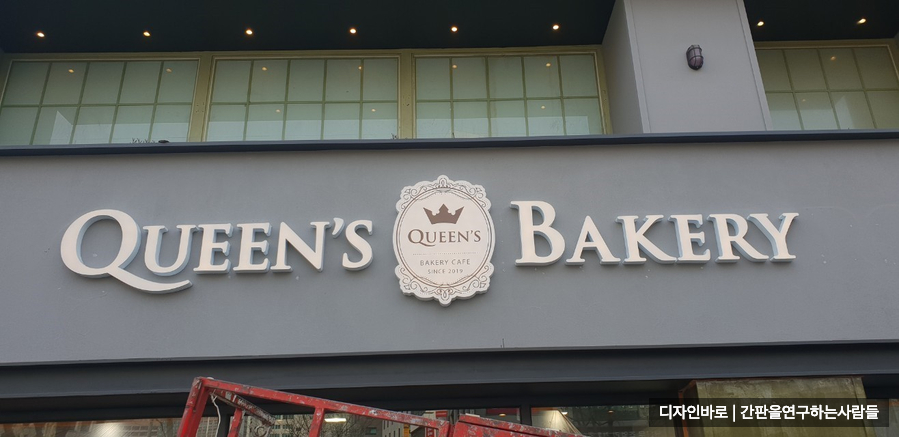 QUEEN'S BAKERY
QUEEN'S
BAKERY CAFE
SINCE 2019
디자인바로 | 간판을연구하는사람들